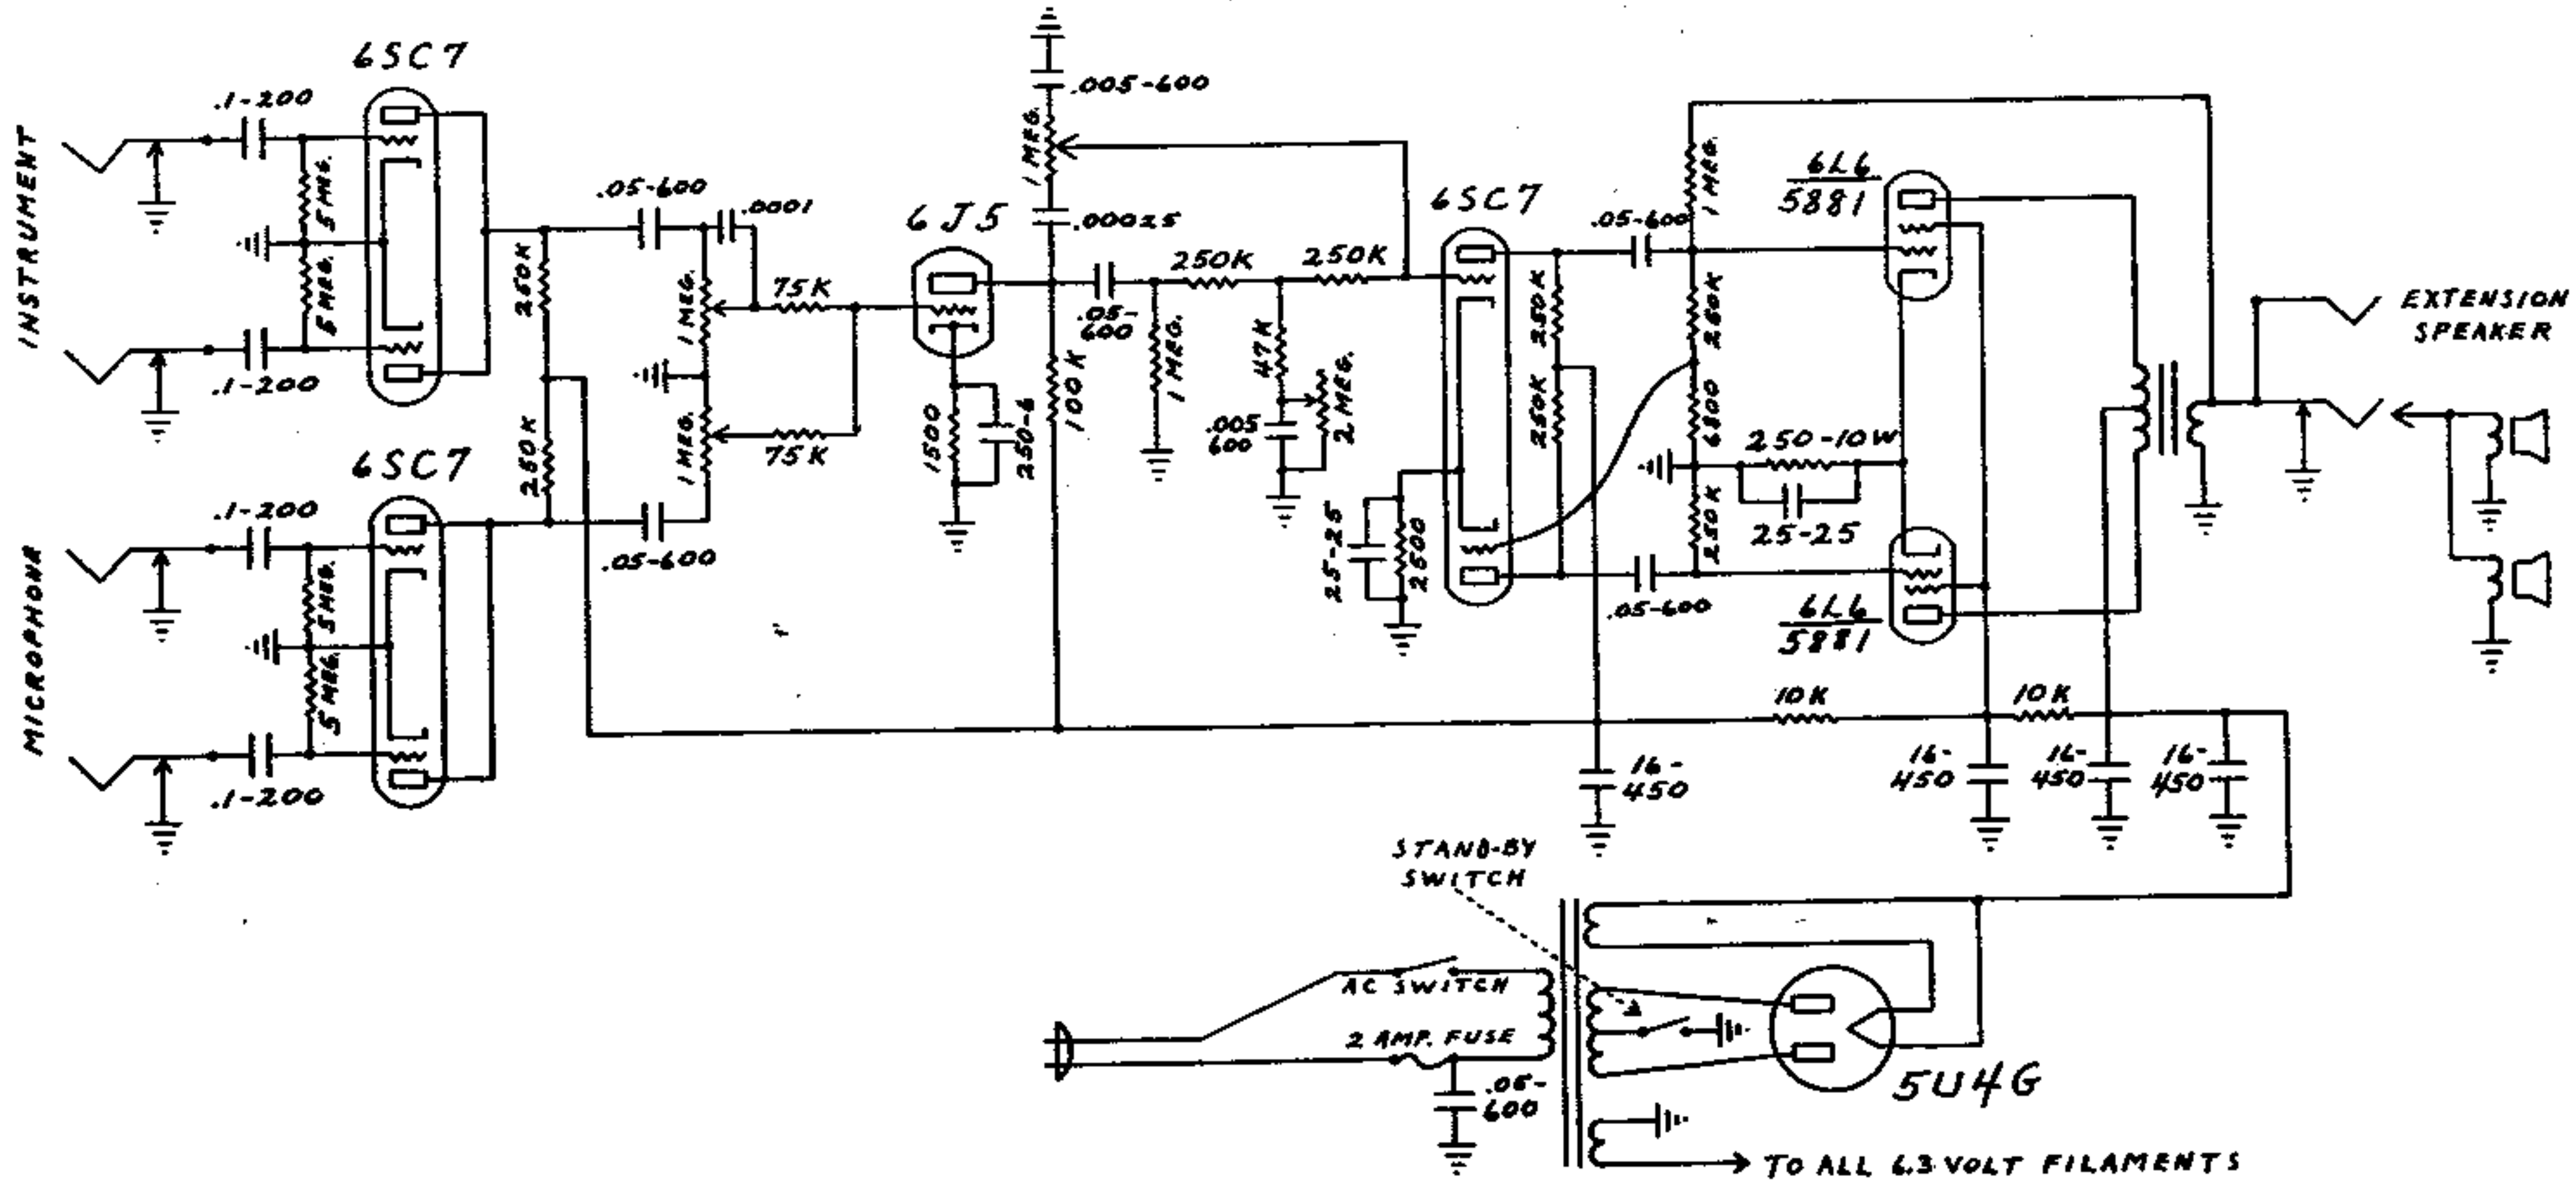 INSTRUMENT
6SC7
.1-200
5 MEG.
5 MEG.
.1-200
MICROPHONE
6SC7
.1-200
5 MEG.
5 MEG.
.1-200
250K
250K
.05-600
.0001
1 MEG.
75K
1 MEG.
75K
.05-600
6J5
1500
250-6
.005-600
1 MEG.
.00025
100K
.05-
600
1 MEG.
250K
250K
47K
.005
600
2 MEG.
6SC7
25-25
2500
250K
250K
.05-600
.05-600
1 MEG.
250K
6800
250K
250-10W
25-25
6L6
5881
6L6
5881
EXTENSION
SPEAKER
10K
10K
16-
450
16-
450
16-
450
16-
450
STAND-BY
SWITCH
AC SWITCH
2 AMP. FUSE
.05-
600
5U4G
TO ALL 6.3 VOLT FILAMENTS